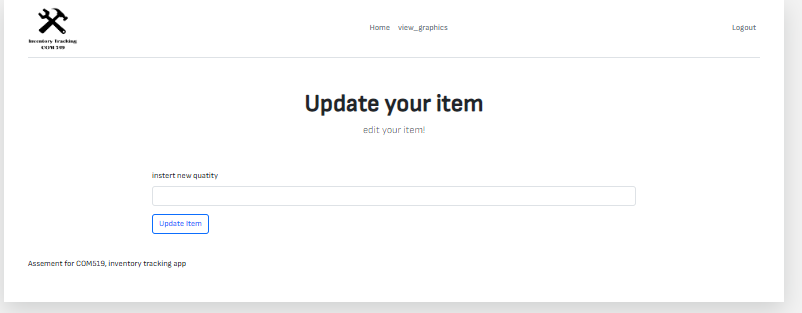 Inventory Tracking
COM 519
Home view_graphics Logout
Update your item
edit your item!
instert new quatity
Update Item
Assement for COM519, inventory tracking app